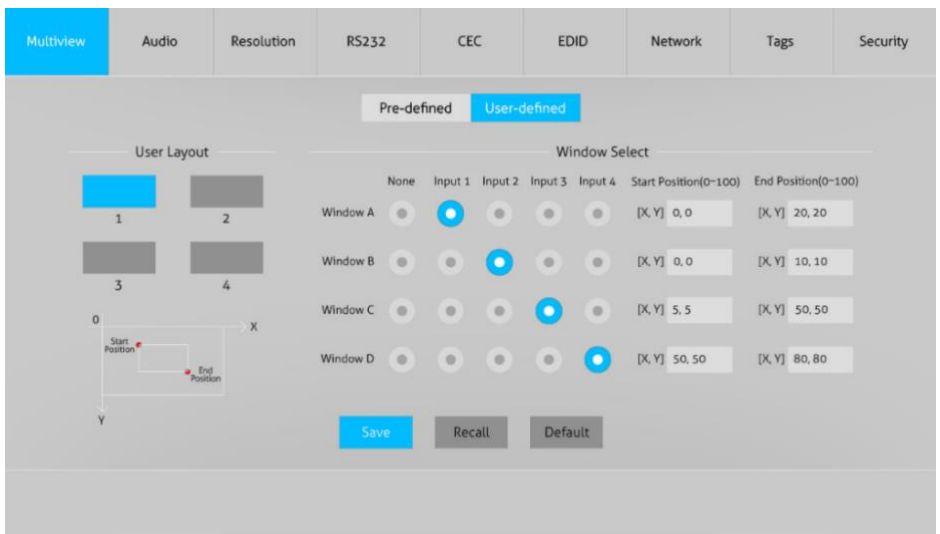 Multiview Audio Resolution RS232 CEC EDID Network Tags Security
Pre-defined User-defined
User Layout
1 2
3 4
0 X
Start
Position
End
Position
Y
Window Select
None Input 1 Input 2 Input 3 Input 4 Start Position(0~100) End Position(0~100)
Window A [X, Y] 0, 0 [X, Y] 20, 20
Window B [X, Y] 0, 0 [X, Y] 10, 10
Window C [X, Y] 5, 5 [X, Y] 50, 50
Window D [X, Y] 50, 50 [X, Y] 80, 80
Save Recall Default